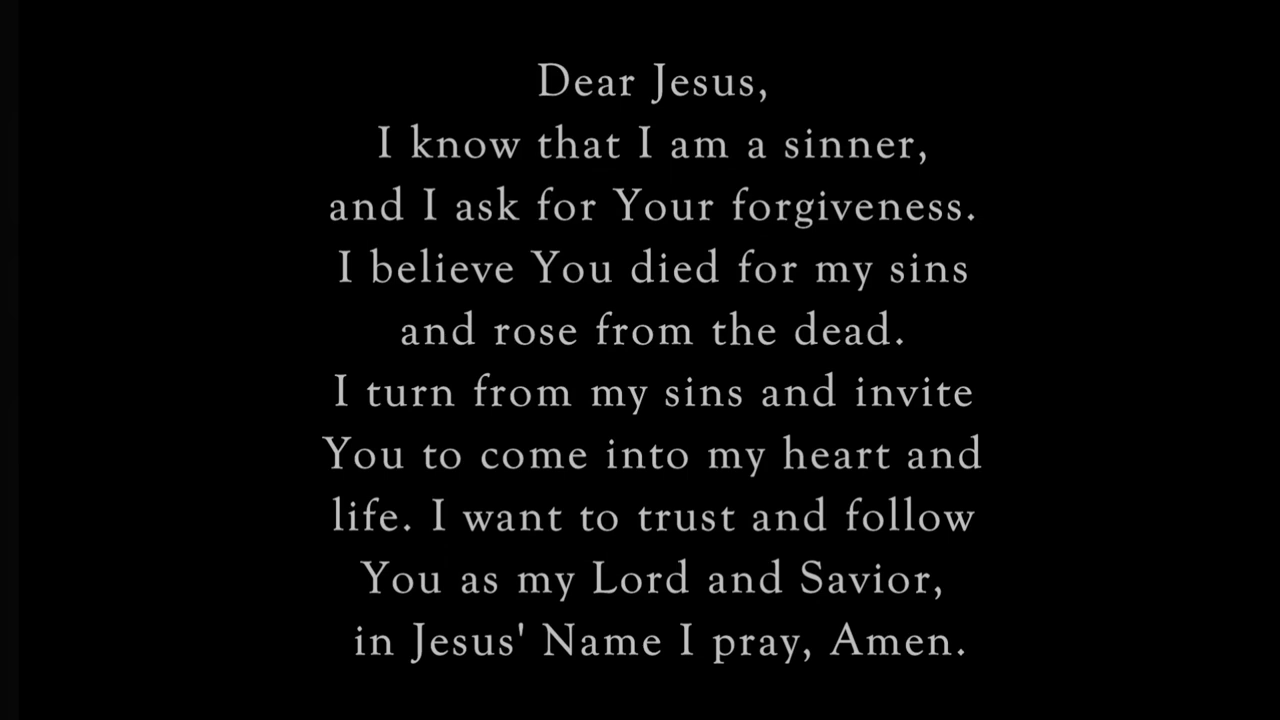 Dear Jesus,
I know that I am a sinner,
and I ask for Your forgiveness.
I believe You died for my sins
and rose from the dead.
I turn from my sins and invite
You to come into my heart and
life. I want to trust and follow
You as my Lord and Savior,
in Jesus' Name I pray, Amen.